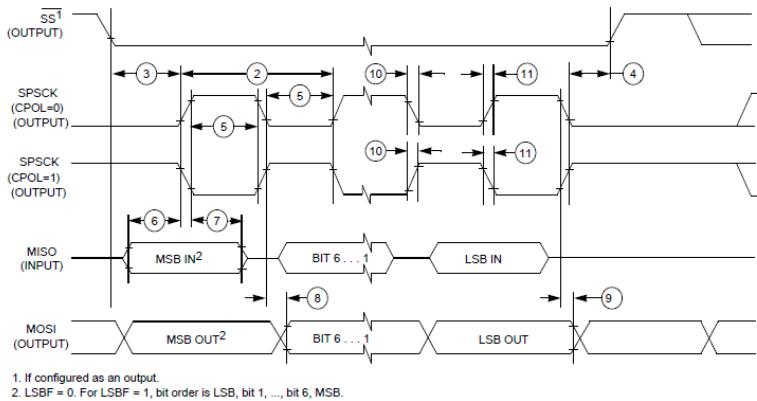 SS1
(OUTPUT)
3
2
10
11
4
SPSCK
(CPOL=0)
(OUTPUT)
5
5
SPSCK
(CPOL=1)
(OUTPUT)
10
11
6
7
MISO
(INPUT)
MSB IN2
BIT 6 . . . 1
LSB IN
8
9
MOSI
(OUTPUT)
MSB OUT2
BIT 6 . . . 1
LSB OUT
1. If configured as an output.
2. LSBF = 0. For LSBF = 1, bit order is LSB, bit 1, ..., bit 6, MSB.